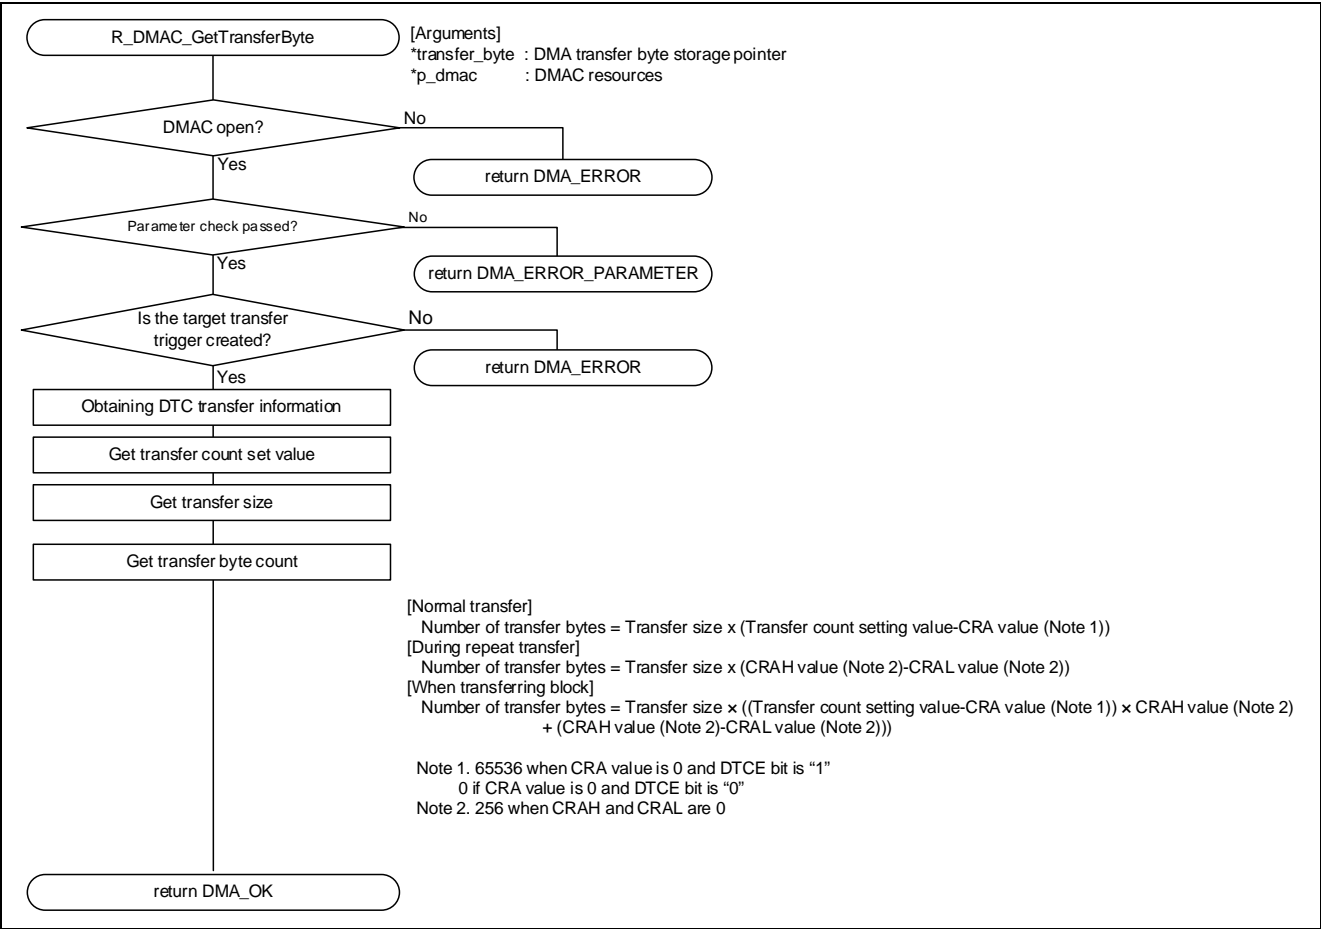 R_DMAC_GetTransferByte
[Arguments]
*transfer_byte : DMA transfer byte storage pointer
*p_dmac : DMAC resources
DMAC open?
No
return DMA_ERROR
Yes
Parameter check passed?
No
return DMA_ERROR_PARAMETER
Yes
Is the target transfer
trigger created?
No
return DMA_ERROR
Yes
Obtaining DTC transfer information
Get transfer count set value
Get transfer size
Get transfer byte count
[Normal transfer]
Number of transfer bytes = Transfer size x (Transfer count setting value-CRA value (Note 1))
[During repeat transfer]
Number of transfer bytes = Transfer size x (CRAH value (Note 2)-CRAL value (Note 2))
[When transferring block]
Number of transfer bytes = Transfer size × ((Transfer count setting value-CRA value (Note 1)) × CRAH value (Note 2)
+ (CRAH value (Note 2)-CRAL value (Note 2)))
Note 1. 65536 when CRA value is 0 and DTCE bit is “1”
0 if CRA value is 0 and DTCE bit is “0”
Note 2. 256 when CRAH and CRAL are 0
return DMA_OK